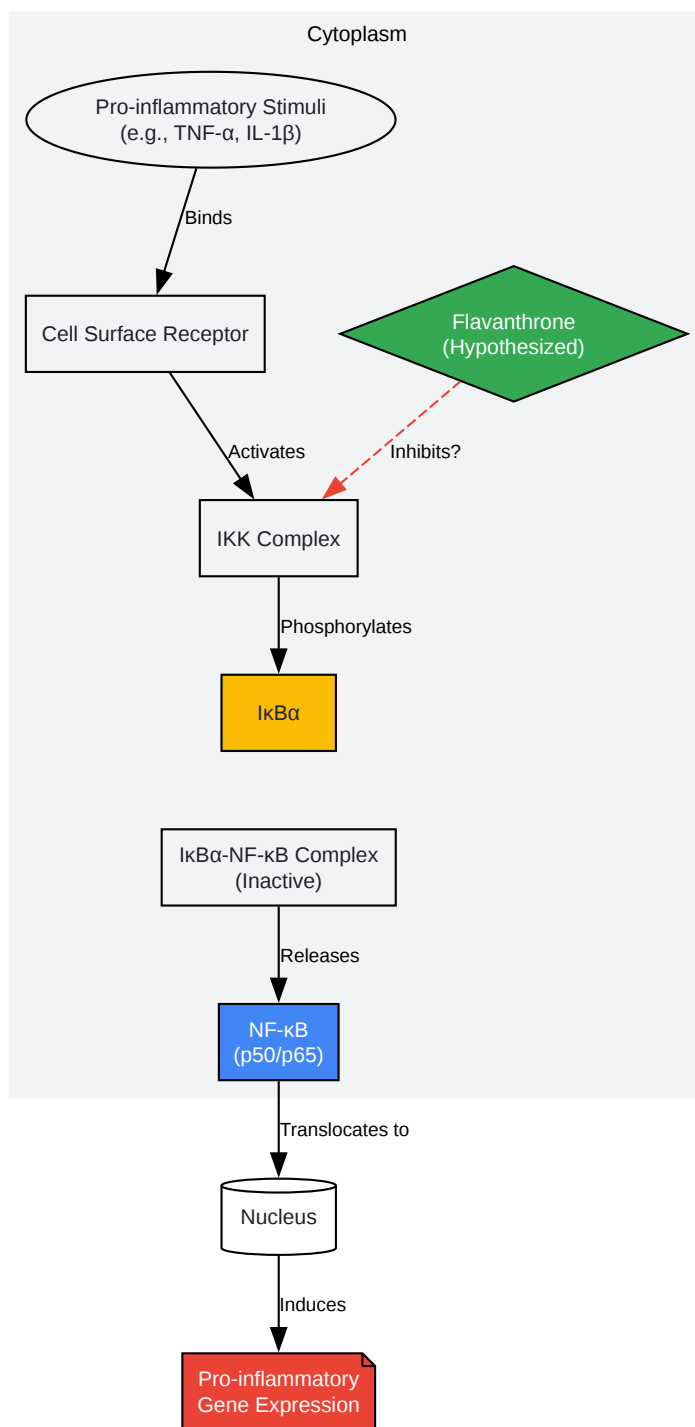 Cytoplasm
Pro-inflammatory Stimuli
(e.g., TNF-α, IL-1β)
Binds
Cell Surface Receptor
Flavanthrone
(Hypothesized)
Activates
Inhibits?
IKK Complex
Phosphorylates
IκBα
IκBα-NF-κB Complex
(Inactive)
Releases
NF-κB
(p50/p65)
Translocates to
Nucleus
Induces
Pro-inflammatory
Gene Expression